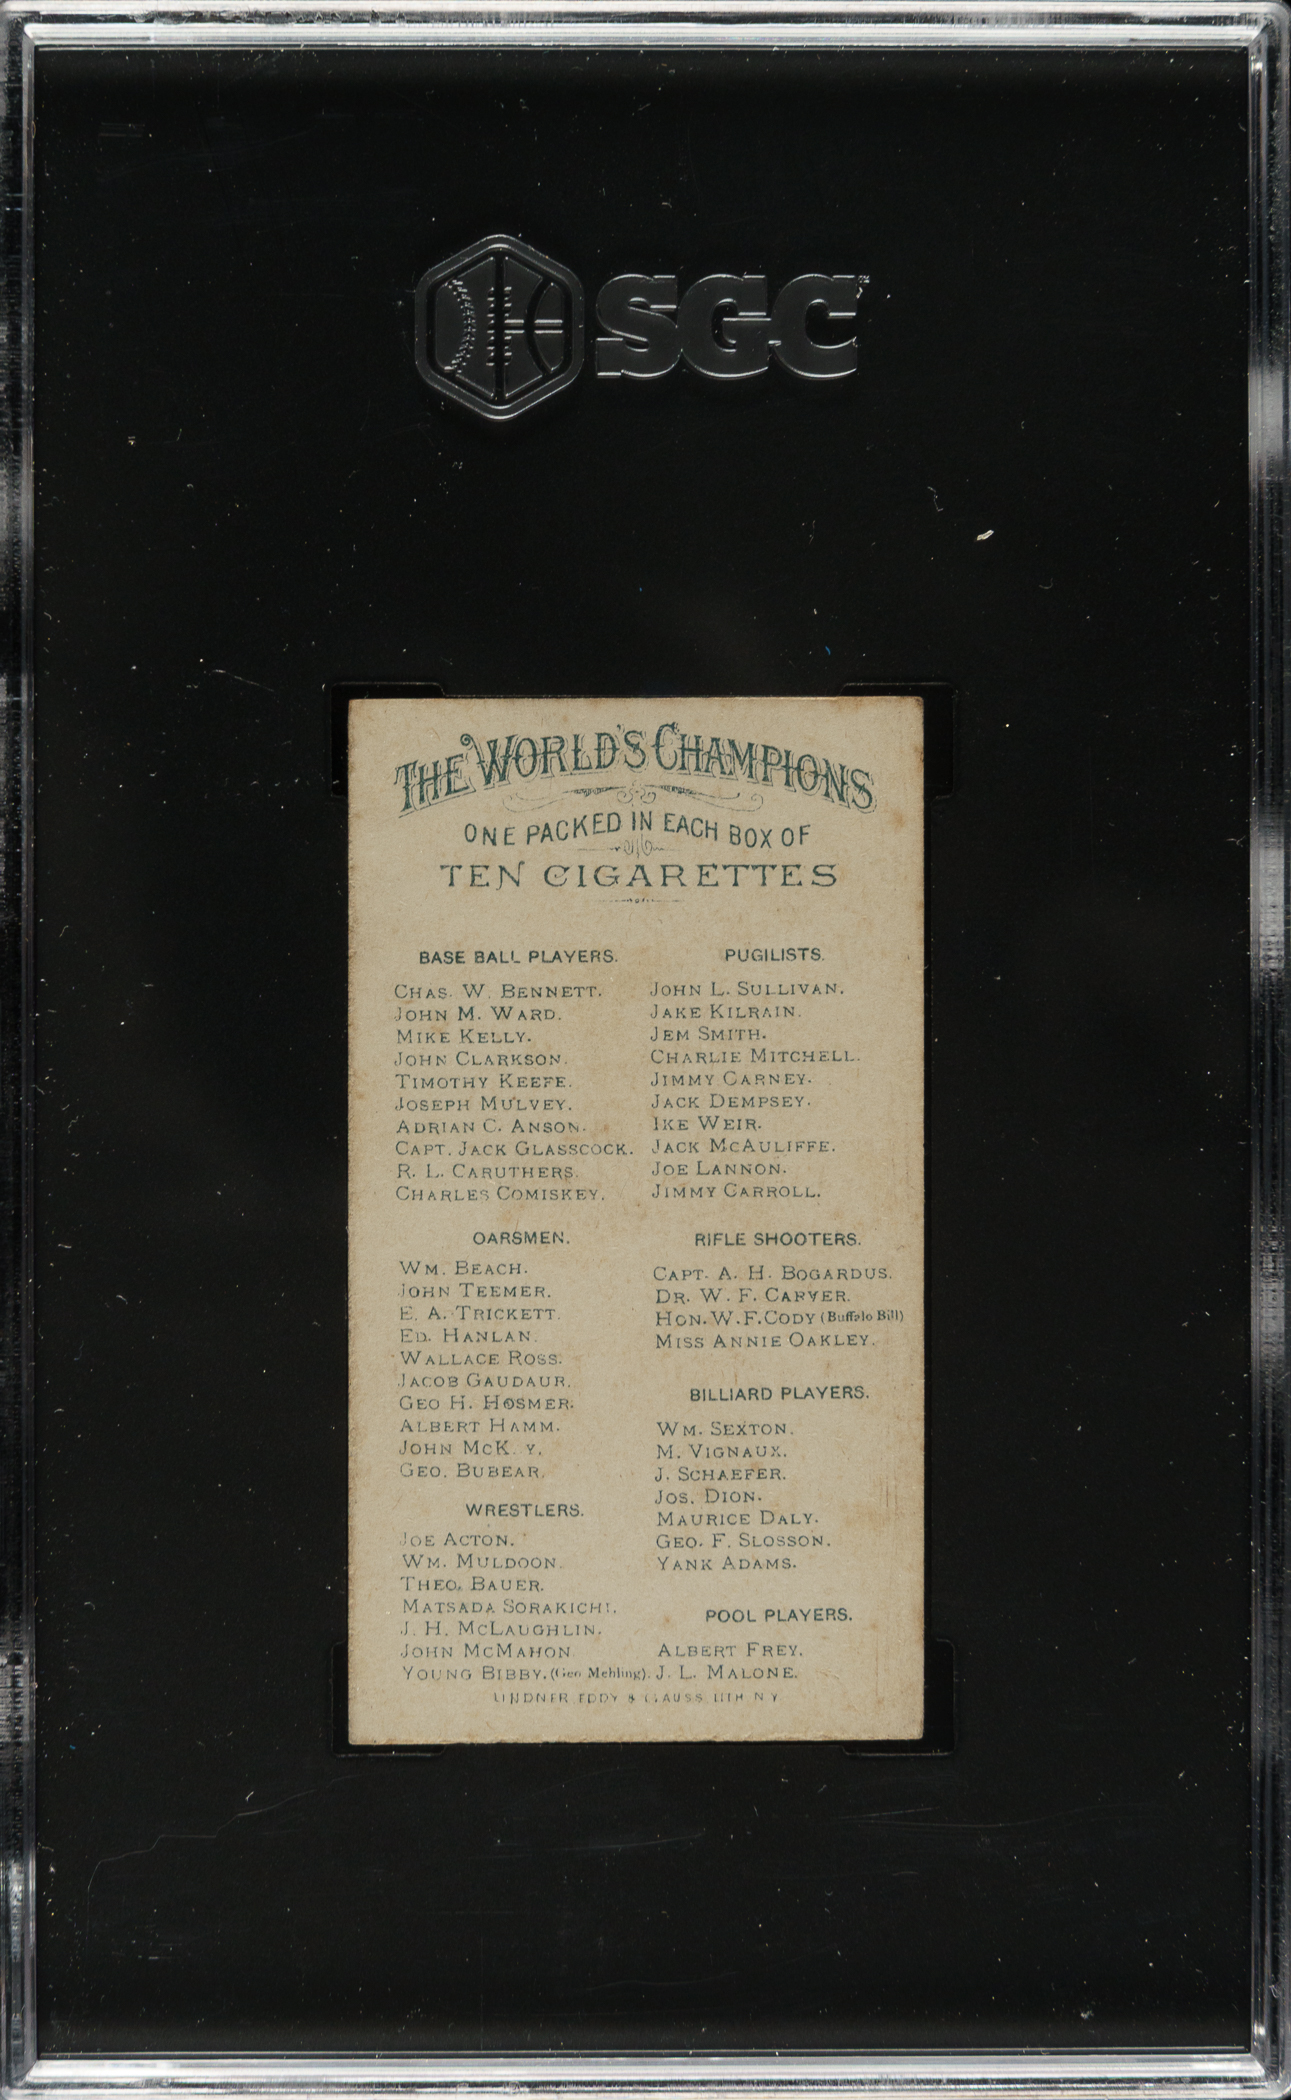 SGC
THE WORLD'S CHAMPIONS
ONE PACKED IN EACH BOX OF
TEN CIGARETTES
BASE BALL PLAYERS.
CHAS. W. BENNETT.
JOHN M. WARD.
MIKE KELLY.
JOHN CLARKSON.
TIMOTHY KEEFE.
JOSEPH MULVEY.
ADRIAN C. ANSON.
CAPT. JACK GLASSCOCK.
R. L. CARUTHERS.
CHARLES COMISKEY.
OARSMEN.
WM. BEACH.
JOHN TEEMER.
E. A. TRICKETT.
ED. HANLAN.
WALLACE ROSS.
JACOB GAUDAUR.
GEO H. HOSMER.
ALBERT HAMM.
JOHN MCK Y.
GEO. BUBEAR.
WRESTLERS.
JOE ACTON.
WM. MULDOON.
THEO. BAUER.
MATSADA SORAKICHI.
J. H. MCLAUGHLIN.
JOHN MCMAHON
YOUNG BIBBY. (Geo Mehling).
PUGILISTS.
JOHN L. SULLIVAN.
JAKE KILRAIN.
JEM SMITH.
CHARLIE MITCHELL.
JIMMY CARNEY.
JACK DEMPSEY.
IKE WEIR.
JACK MCAULIFFE.
JOE LANNON.
JIMMY CARROLL.
RIFLE SHOOTERS.
CAPT. A. H. BOGARDUS.
DR. W. F. CARVER.
HON. W. F. CODY (Buffalo Bill)
MISS ANNIE OAKLEY.
BILLIARD PLAYERS.
WM. SEXTON.
M. VIGNAUX.
J. SCHAEFER.
JOS. DION.
MAURICE DALY.
GEO. F. SLOSSON.
YANK ADAMS.
POOL PLAYERS.
ALBERT FREY.
J. L. MALONE.
LINDNER EDDY & CLAUSS LITH N Y